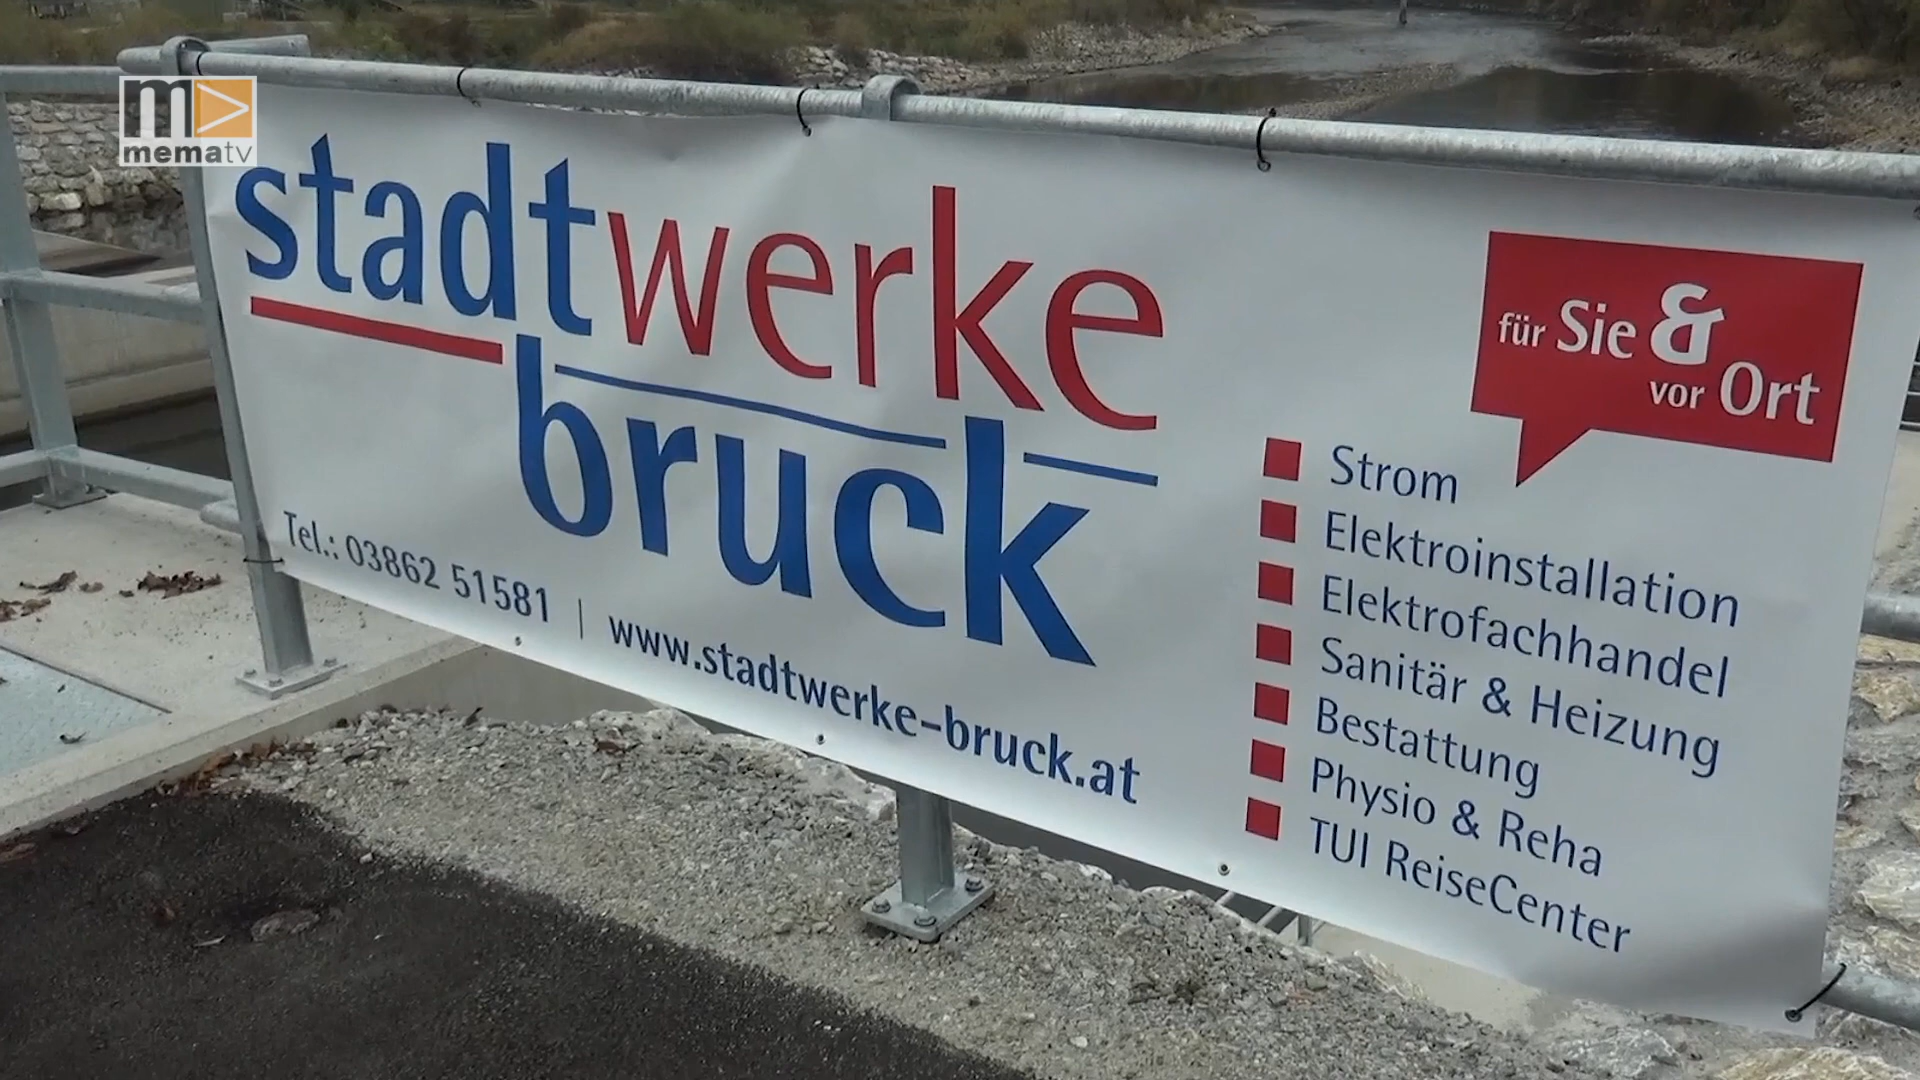 m
mematv
stadtwerke
bruck
Tel.: 03862 51581 | www.stadtwerke-bruck.at
für Sie &
vor Ort
Strom
Elektroinstallation
Elektrofachhandel
Sanitär & Heizung
Bestattung
Physio & Reha
TUI ReiseCenter